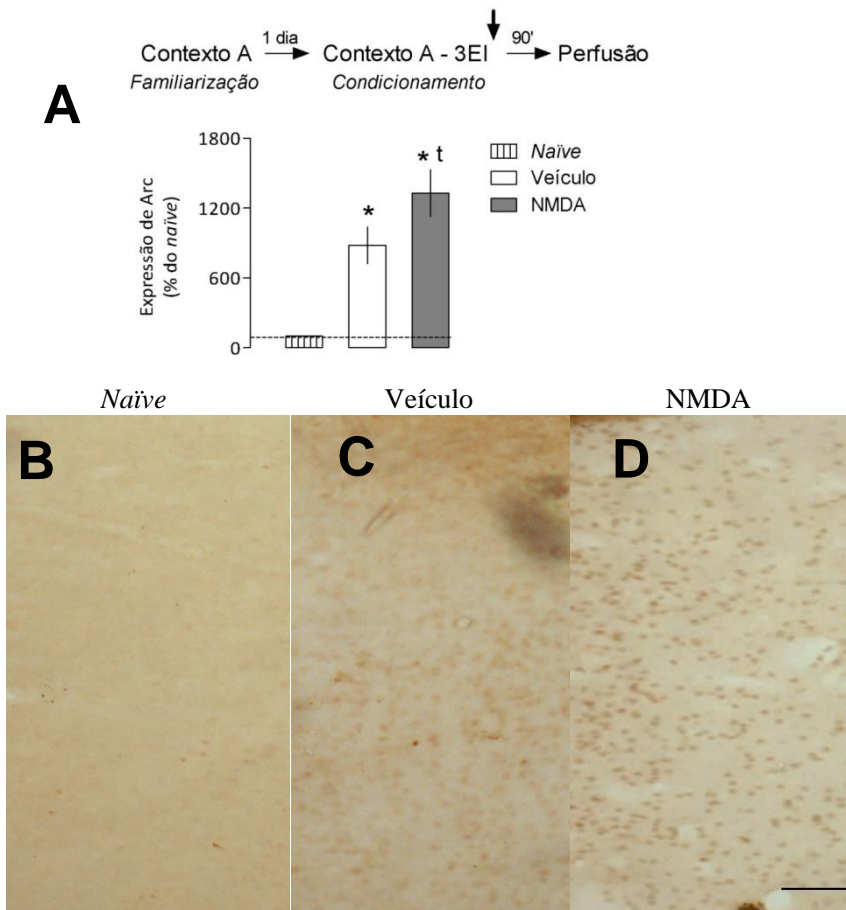 1 dia
90'
Contexto A
Contexto A - 3EI
Perfusão
Familiarização
Condicionamento
A
Expressão de Arc
(% do naïve)
1800
1200
600
0
*
* t
Naïve
Veículo
NMDA
Naïve
Veículo
NMDA
B
C
D